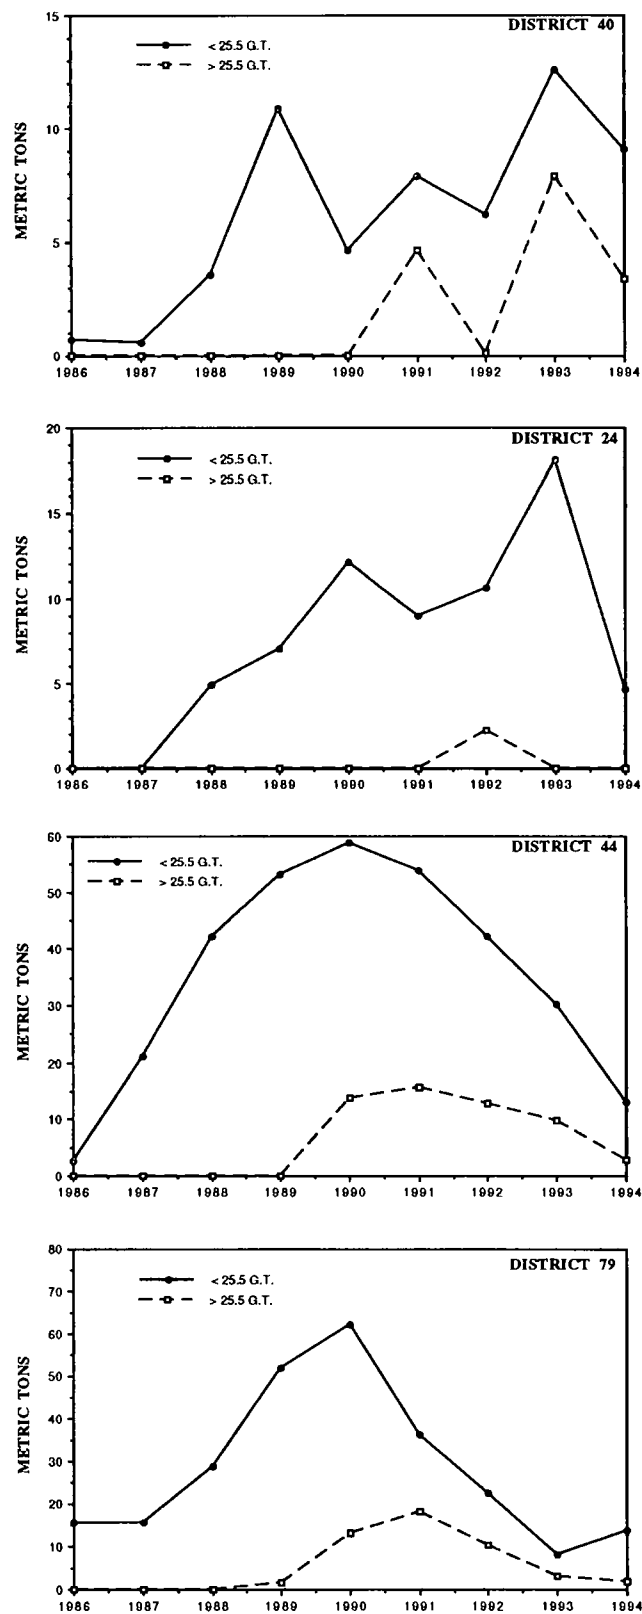 DISTRICT 40
< 25.5 G.T.
> 25.5 G.T.
METRIC TONS
15
10
5
0
1986 1987 1988 1989 1990 1991 1992 1993 1994
DISTRICT 24
< 25.5 G.T.
> 25.5 G.T.
METRIC TONS
20
15
10
5
0
1986 1987 1988 1989 1990 1991 1992 1993 1994
DISTRICT 44
< 25.5 G.T.
> 25.5 G.T.
METRIC TONS
60
50
40
30
20
10
0
1986 1987 1988 1989 1990 1991 1992 1993 1994
DISTRICT 79
< 25.5 G.T.
> 25.5 G.T.
METRIC TONS
80
70
60
50
40
30
20
10
0
1986 1987 1988 1989 1990 1991 1992 1993 1994